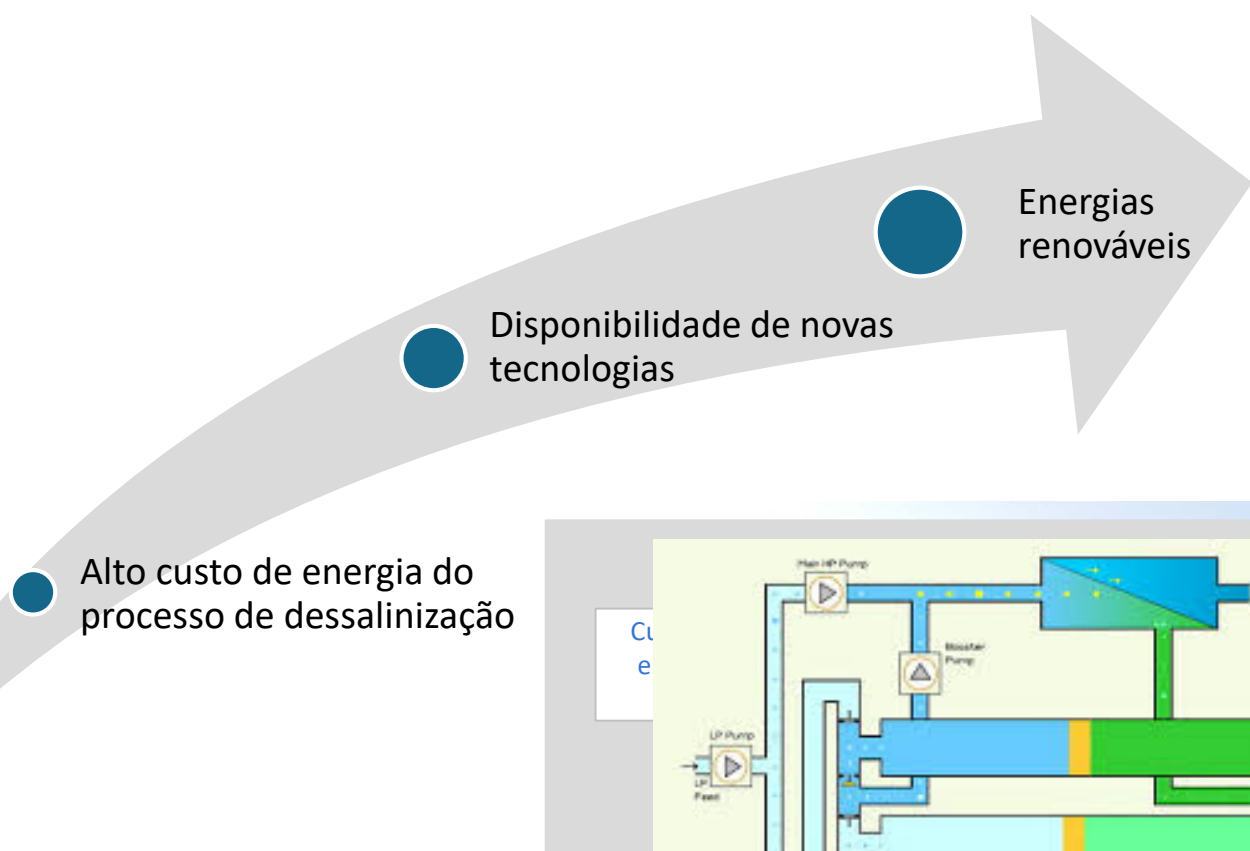 Energias
renováveis
Disponibilidade de novas
tecnologias
Alto custo de energia do
processo de dessalinização
Main HP Pump
Cu
e
Booster
Pump
LP Pump
LP
Feed